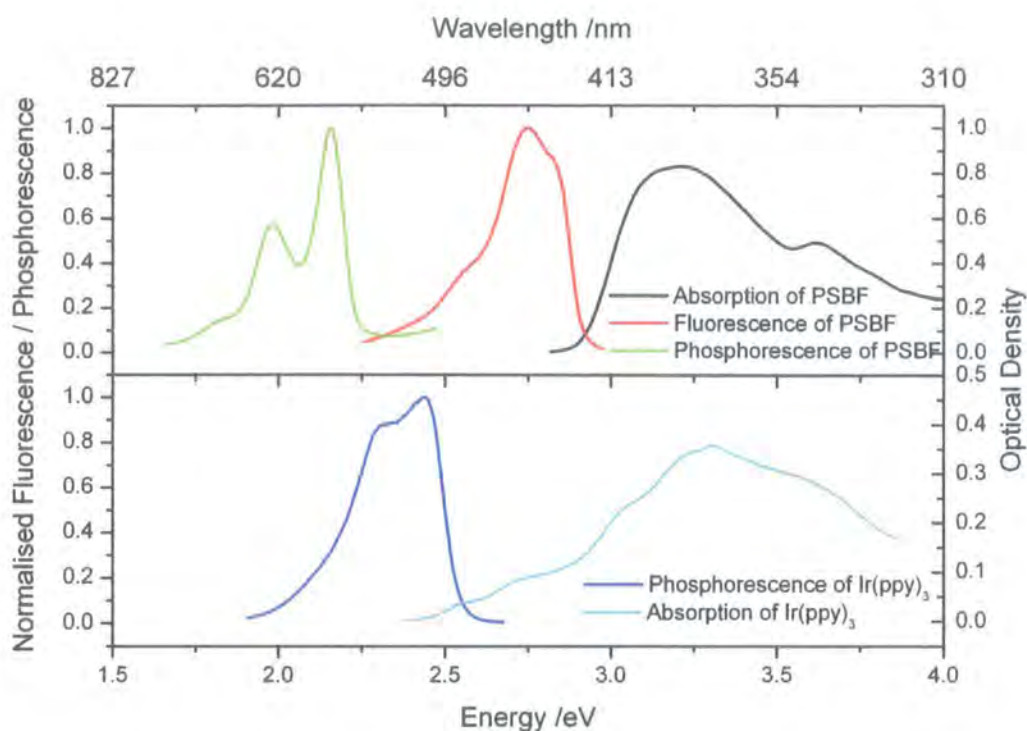 Wavelength /nm
827 620 496 413 354 310
Normalised Fluorescence / Phosphorescence
1.0
0.8
0.6
0.4
0.2
0.0
1.0
0.8
0.6
0.4
0.2
0.0
Absorption of PSBF
Fluorescence of PSBF
Phosphorescence of PSBF
Phosphorescence of Ir(ppy)₃
Absorption of Ir(ppy)₃
1.0
0.8
0.6
0.4
0.2
0.0
0.5
0.4
0.3
0.2
0.1
0.0
Optical Density
1.5 2.0 2.5 3.0 3.5 4.0
Energy /eV